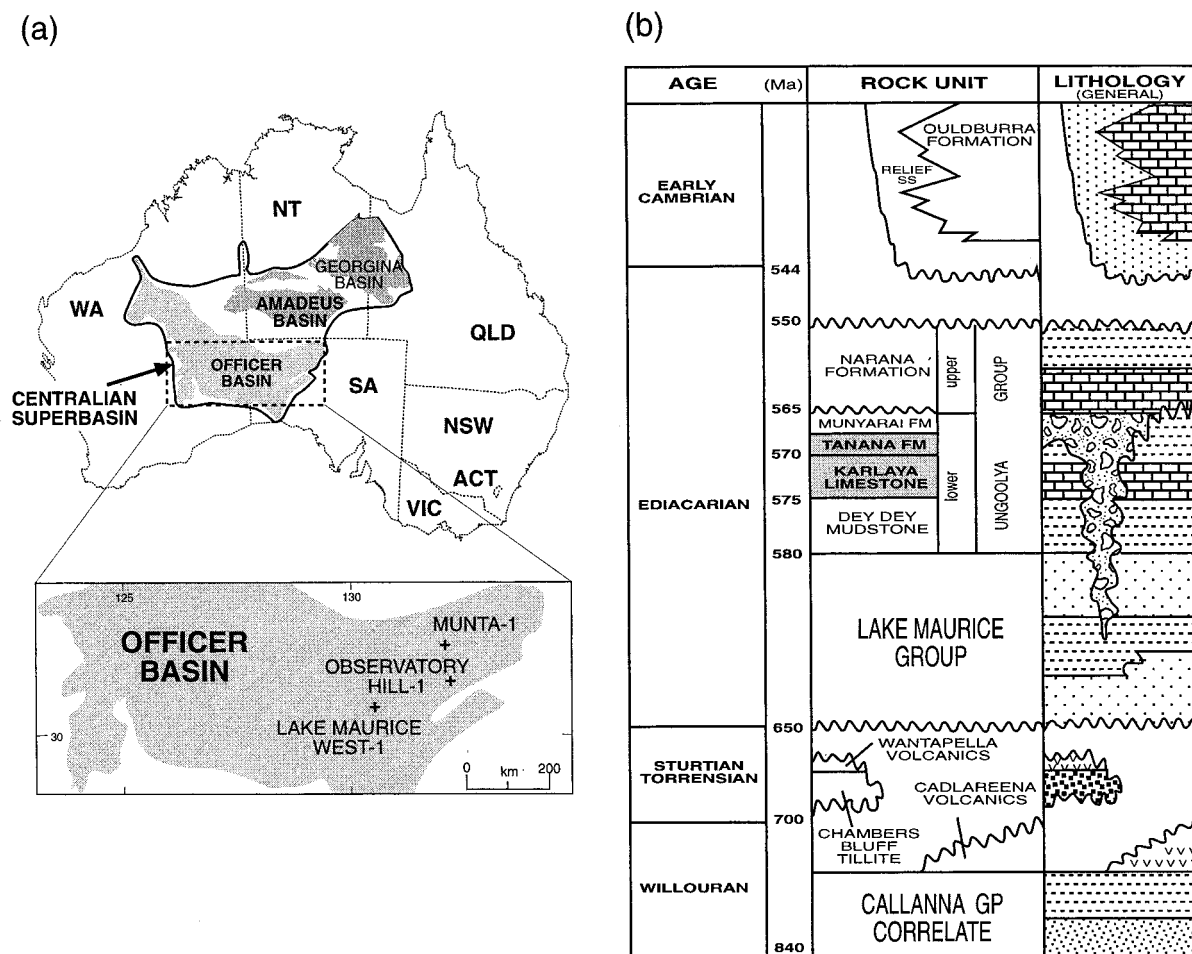 (a)
NT
GEORGINA
BASIN
WA
AMADEUS
BASIN
QLD
OFFICER
BASIN
SA
CENTRALIAN
SUPERBASIN
NSW
ACT
VIC
125
130
MUNTA-1
OFFICER
BASIN
OBSERVATORY
HILL-1
LAKE MAURICE
WEST-1
30
0 km 200
(b)
AGE (Ma) ROCK UNIT LITHOLOGY
(GENERAL)
OULDBURRA
FORMATION
RELIEF
SS
EARLY
CAMBRIAN
544
550
NARANA
FORMATION
upper
GROUP
565
MUNYARAI FM
TANANA FM
570
KARLAYA
LIMESTONE
lower
UNGOOLYA
575
EDIACARIAN
DEY DEY
MUDSTONE
580
LAKE MAURICE
GROUP
650
WANTAPELLA
VOLCANICS
STURTIAN
TORRENSIAN
CADLAREENA
VOLCANICS
700
CHAMBERS
BLUFF
TILLITE
WILLOURAN
CALLANNA GP
CORRELATE
840